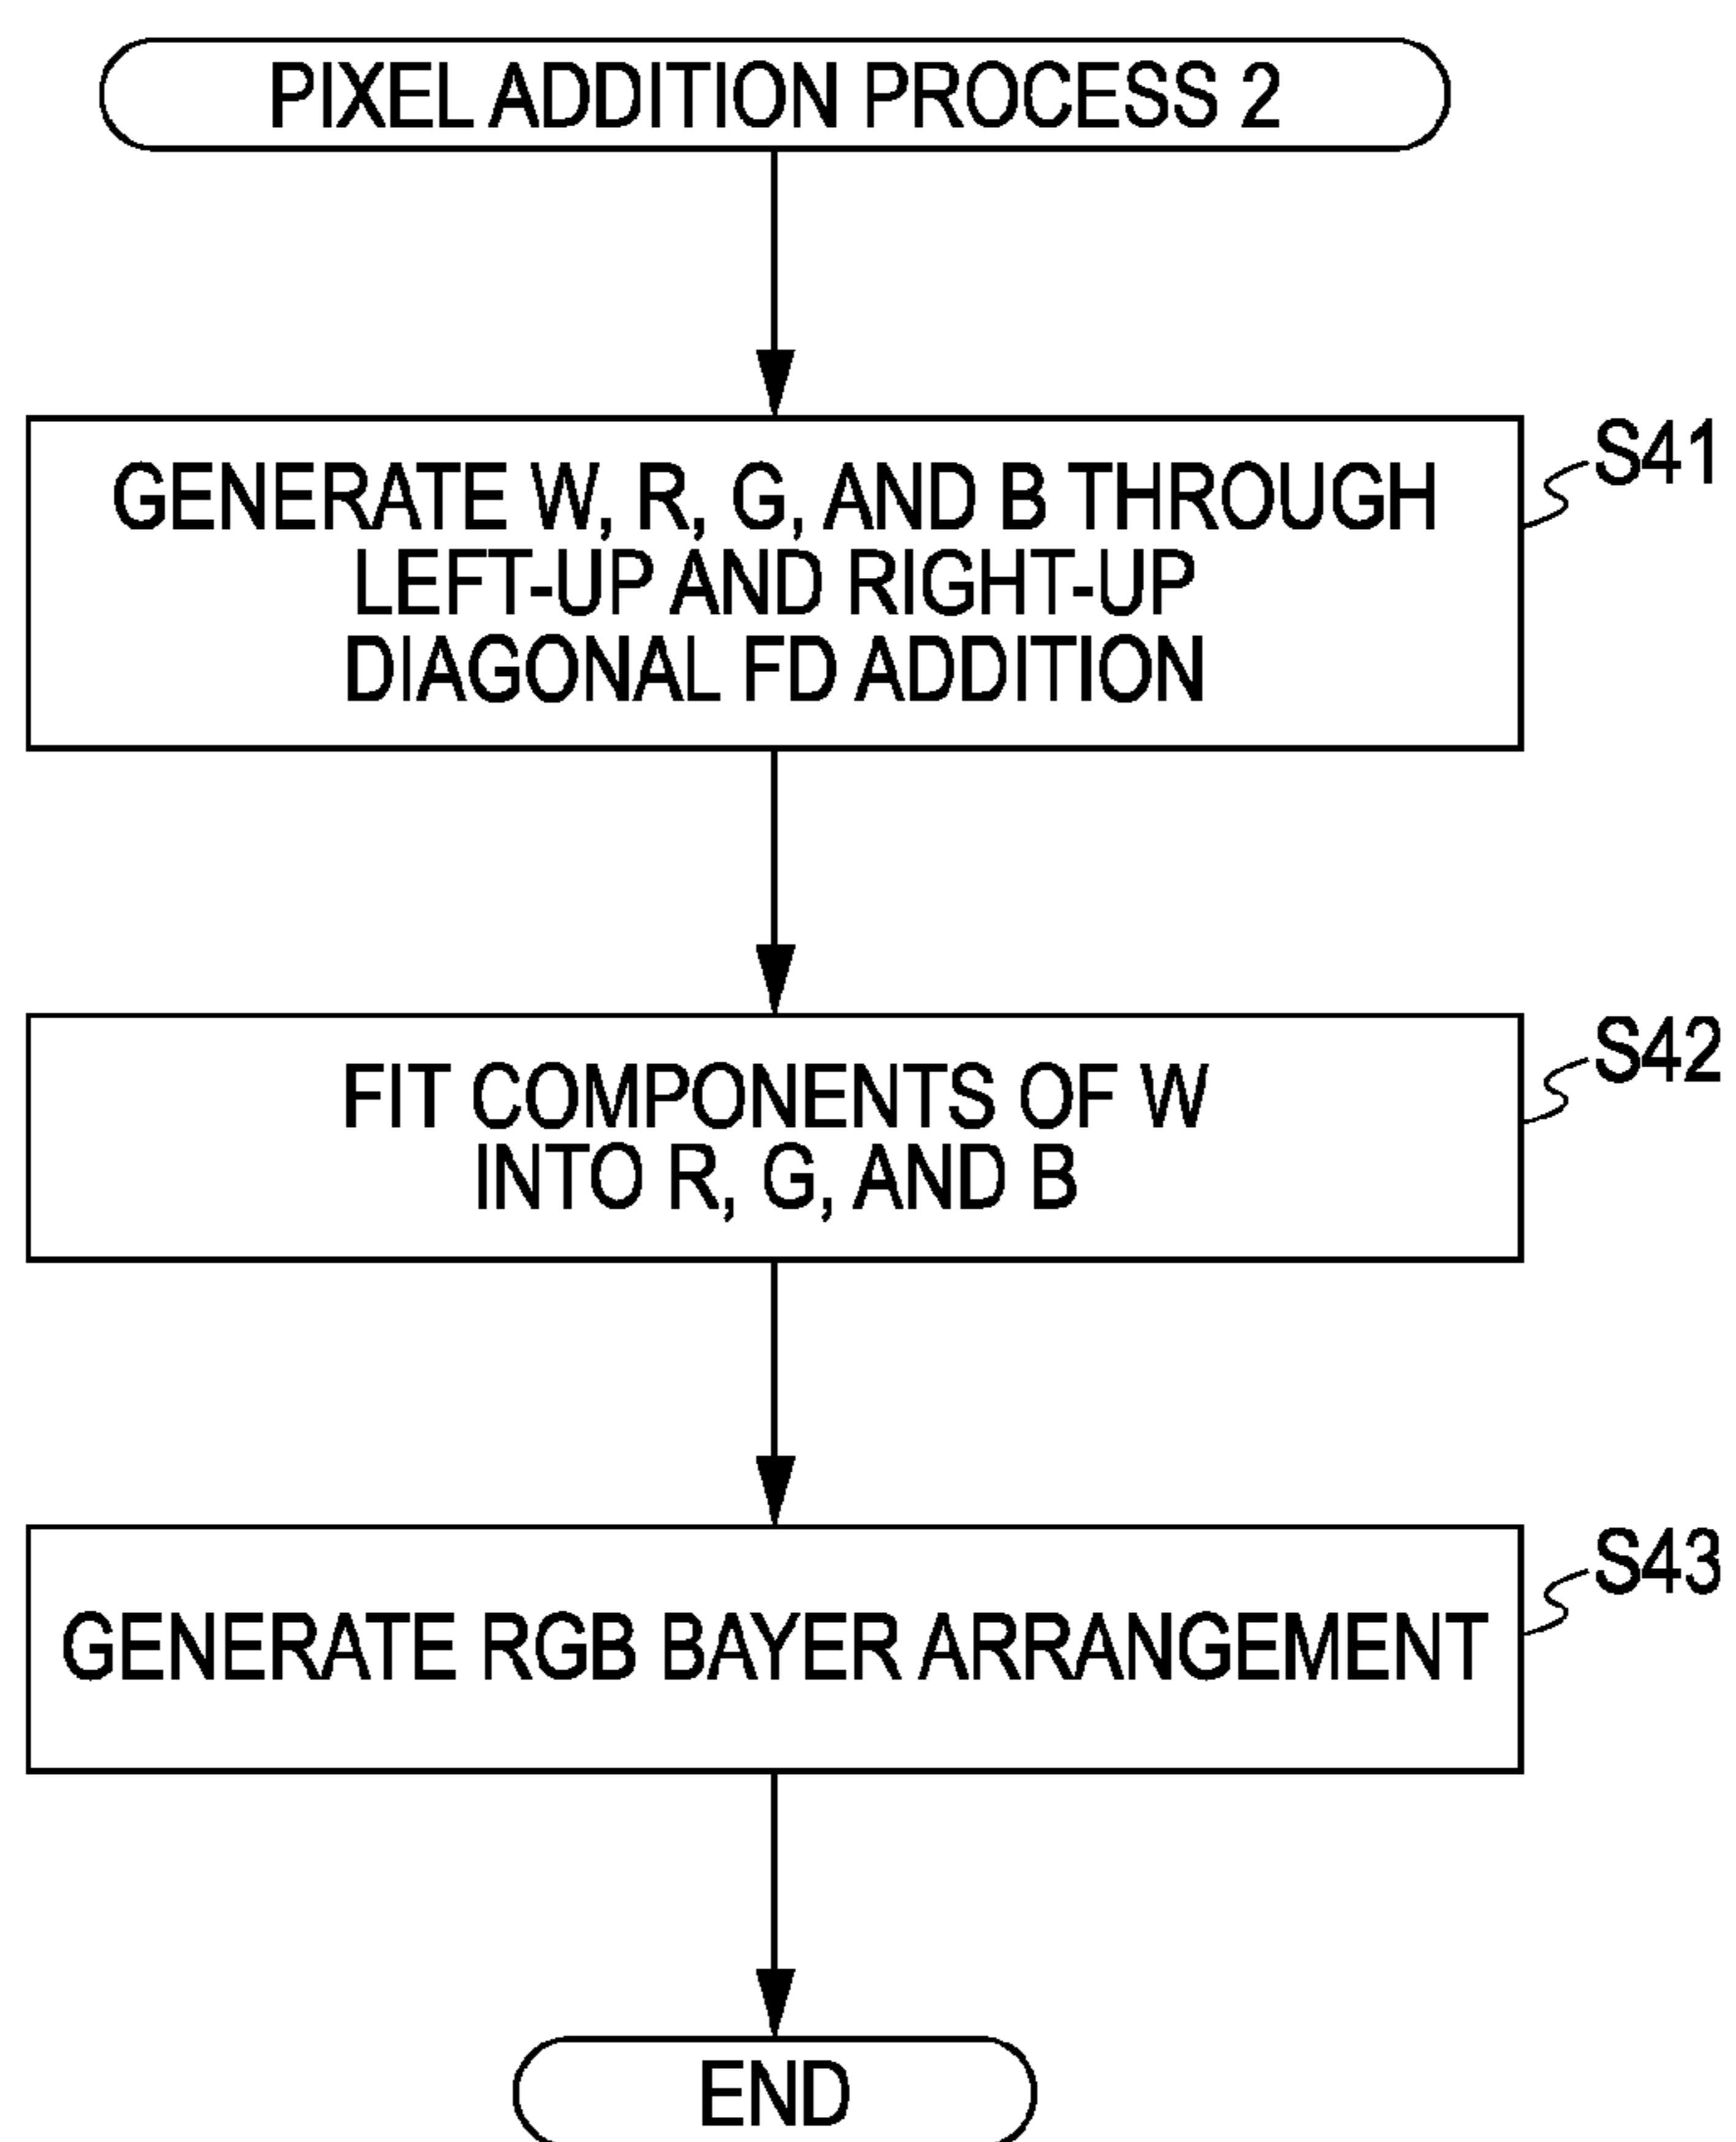 PIXEL ADDITION PROCESS 2
GENERATE W, R, G, AND B THROUGH
LEFT-UP AND RIGHT-UP
DIAGONAL FD ADDITION
S41
FIT COMPONENTS OF W
INTO R, G, AND B
S42
GENERATE RGB BAYER ARRANGEMENT
S43
END